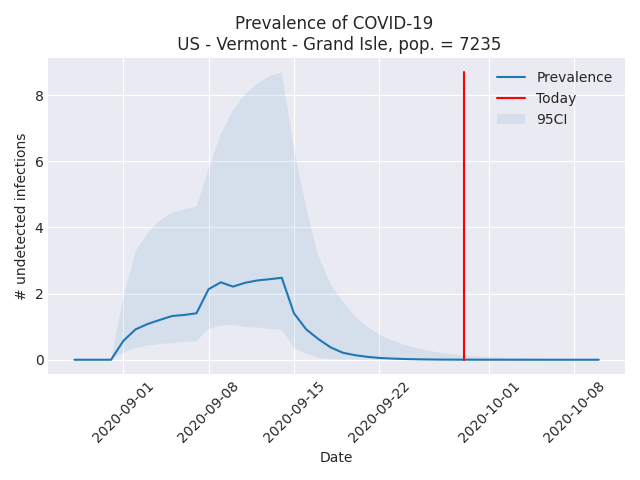 Prevalence of COVID-19
US - Vermont - Grand Isle, pop. = 7235
Prevalence
Today
95CI
# undetected infections
8
6
4
2
0
2020-09-01
2020-09-08
2020-09-15
2020-09-22
2020-10-01
2020-10-08
Date